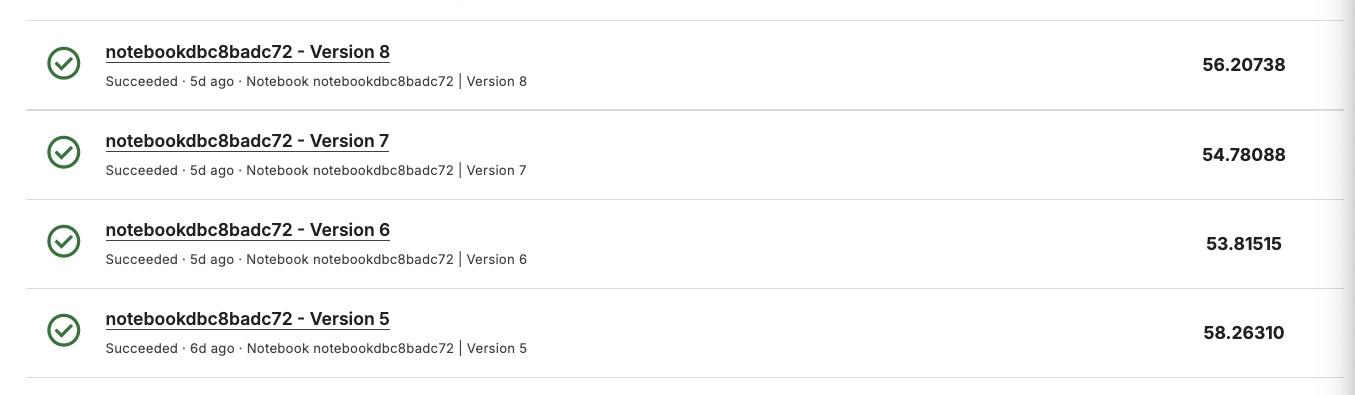 notebookdbc8badc72 - Version 8
Succeeded · 5d ago · Notebook notebookdbc8badc72 | Version 8
56.20738
notebookdbc8badc72 - Version 7
Succeeded · 5d ago · Notebook notebookdbc8badc72 | Version 7
54.78088
notebookdbc8badc72 - Version 6
Succeeded · 5d ago · Notebook notebookdbc8badc72 | Version 6
53.81515
notebookdbc8badc72 - Version 5
Succeeded · 6d ago · Notebook notebookdbc8badc72 | Version 5
58.26310